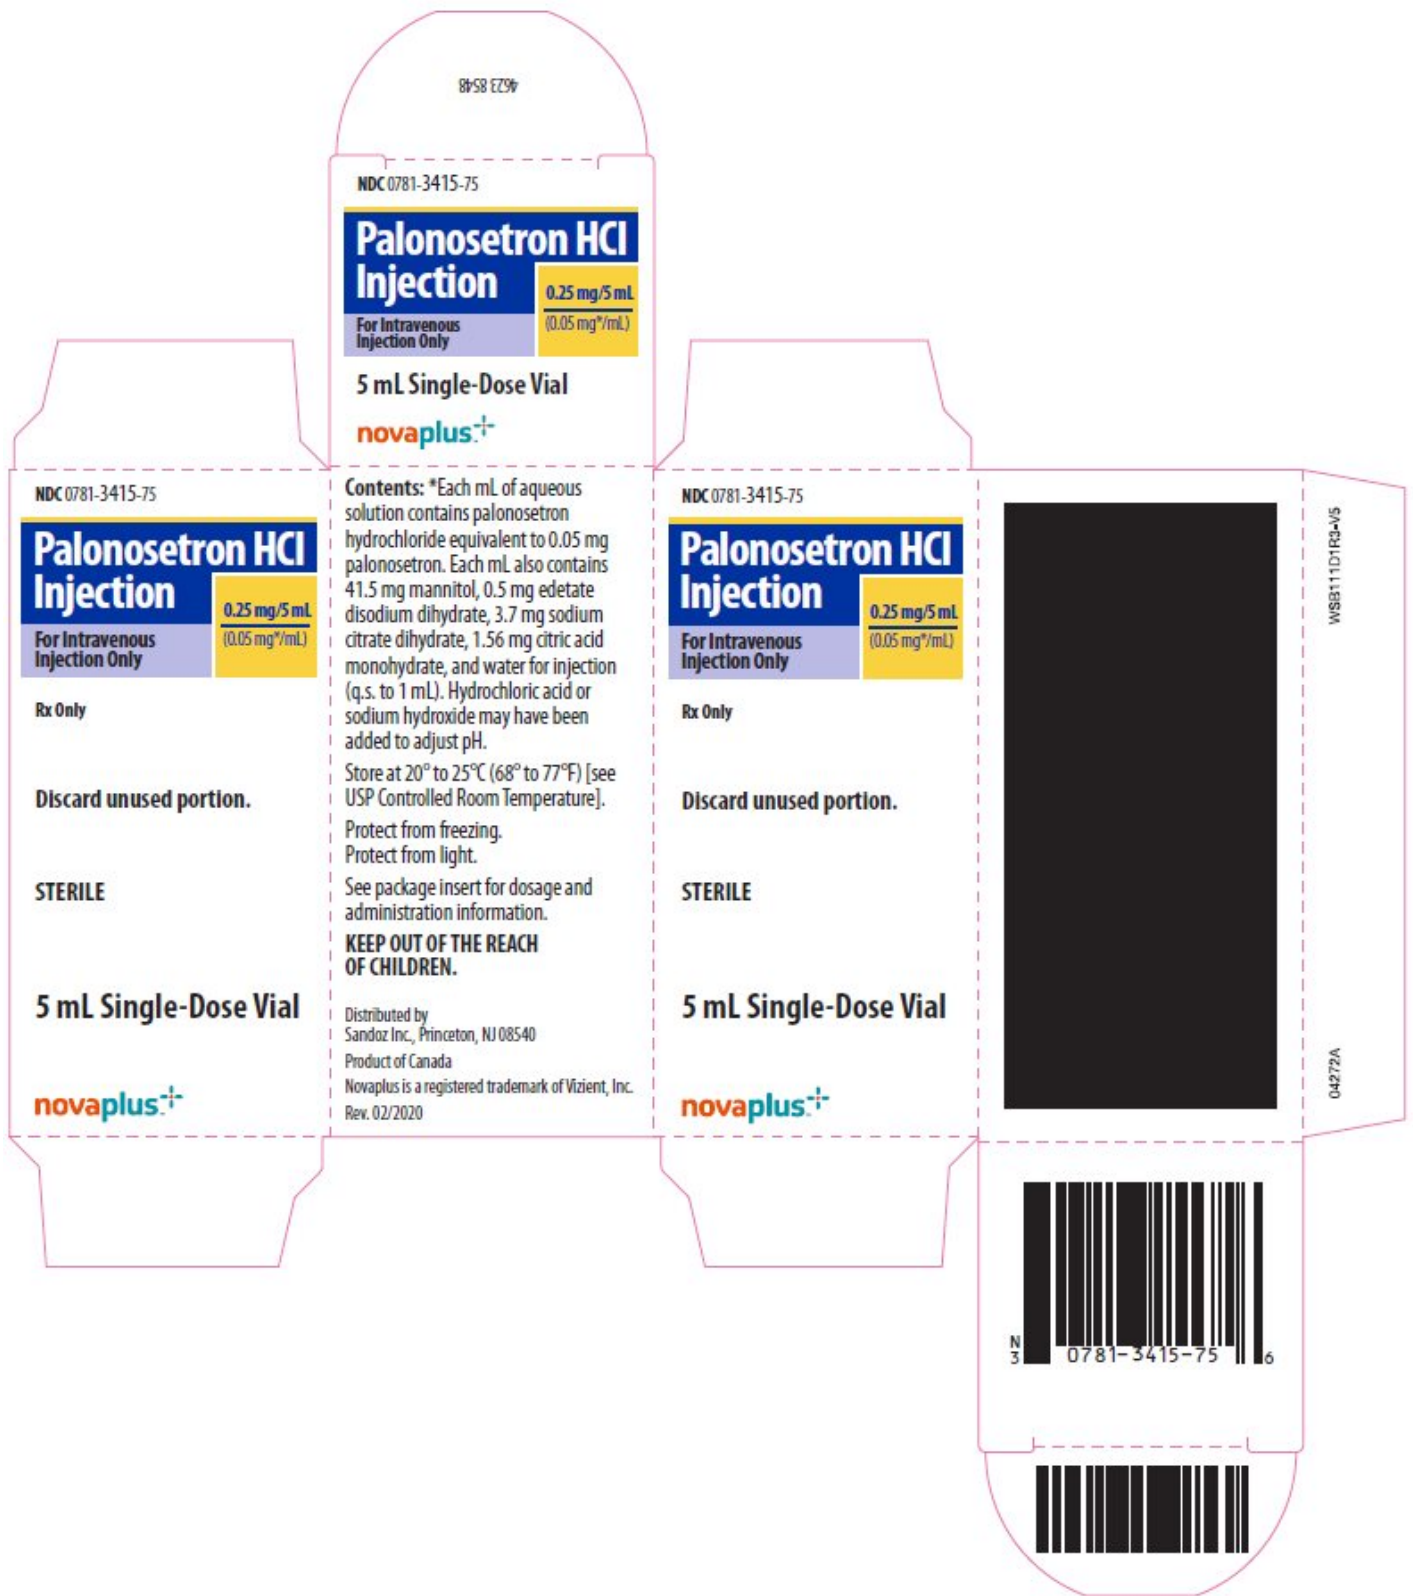 4623 8548
NDC 0781-3415-75
Palonosetron HCl
Injection
0.25 mg/5 mL
(0.05 mg*/mL)
For Intravenous
Injection Only
5 mL Single-Dose Vial
novaplus
NDC 0781-3415-75
Palonosetron HCl
Injection
0.25 mg/5 mL
(0.05 mg*/mL)
For Intravenous
Injection Only
Rx Only
Discard unused portion.
STERILE
5 mL Single-Dose Vial
novaplus
Contents: *Each mL of aqueous
solution contains palonosetron
hydrochloride equivalent to 0.05 mg
palonosetron. Each mL also contains
41.5 mg mannitol, 0.5 mg edetate
disodium dihydrate, 3.7 mg sodium
citrate dihydrate, 1.56 mg citric acid
monohydrate, and water for injection
(q.s. to 1 mL). Hydrochloric acid or
sodium hydroxide may have been
added to adjust pH.
Store at 20° to 25°C (68° to 77°F) [see
USP Controlled Room Temperature].
Protect from freezing.
Protect from light.
See package insert for dosage and
administration information.
KEEP OUT OF THE REACH
OF CHILDREN.
Distributed by
Sandoz Inc., Princeton, NJ 08540
Product of Canada
Novaplus is a registered trademark of Vizient, Inc.
Rev. 02/2020
NDC 0781-3415-75
Palonosetron HCl
Injection
0.25 mg/5 mL
(0.05 mg*/mL)
For Intravenous
Injection Only
Rx Only
Discard unused portion.
STERILE
5 mL Single-Dose Vial
novaplus
WSB111D1R3-V5
04272A
N
3 0781-3415-75 6